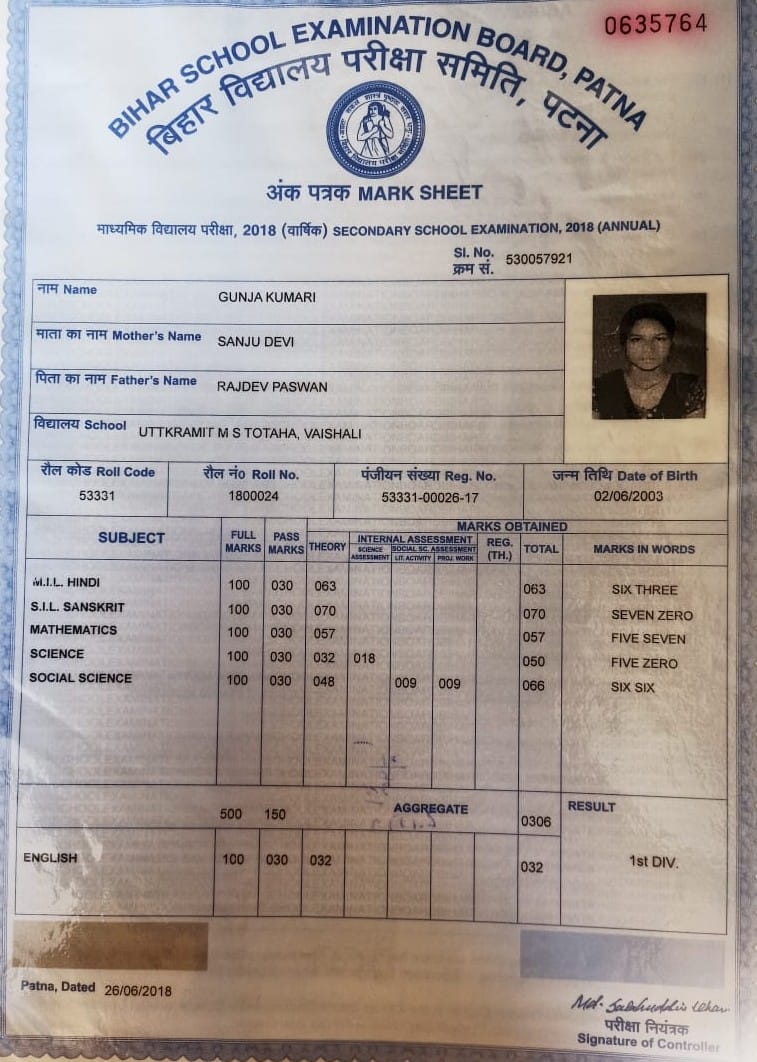 0635764
BIHAR SCHOOL EXAMINATION BOARD, PATNA
बिहार विद्यालय परीक्षा समिति, पटना
अंक पत्रक MARK SHEET
माध्यमिक विद्यालय परीक्षा, 2018 (वार्षिक) SECONDARY SCHOOL EXAMINATION, 2018 (ANNUAL)
Sl. No. 530057921
क्रम सं.
नाम Name GUNJA KUMARI
माता का नाम Mother's Name SANJU DEVI
पिता का नाम Father's Name RAJDEV PASWAN
विद्यालय School UTTKRAMIT M S TOTAHA, VAISHALI
रौल कोड Roll Code रौल नं० Roll No. पंजीयन संख्या Reg. No. जन्म तिथि Date of Birth
53331 1800024 53331-00026-17 02/06/2003
MARKS OBTAINED
SUBJECT FULL MARKS PASS MARKS THEORY INTERNAL ASSESSMENT REG. (TH.) TOTAL MARKS IN WORDS
SCIENCE ASSESSMENT SOCIAL SC. ASSESSMENT
LIT. ACTIVITY PROJ. WORK
M.I.L. HINDI 100 030 063 063 SIX THREE
S.I.L. SANSKRIT 100 030 070 070 SEVEN ZERO
MATHEMATICS 100 030 057 057 FIVE SEVEN
SCIENCE 100 030 032 018 050 FIVE ZERO
SOCIAL SCIENCE 100 030 048 009 009 066 SIX SIX
500 150 AGGREGATE 0306 RESULT
ENGLISH 100 030 032 032 1st DIV.
Patna, Dated 26/06/2018
परीक्षा नियंत्रक
Signature of Controller